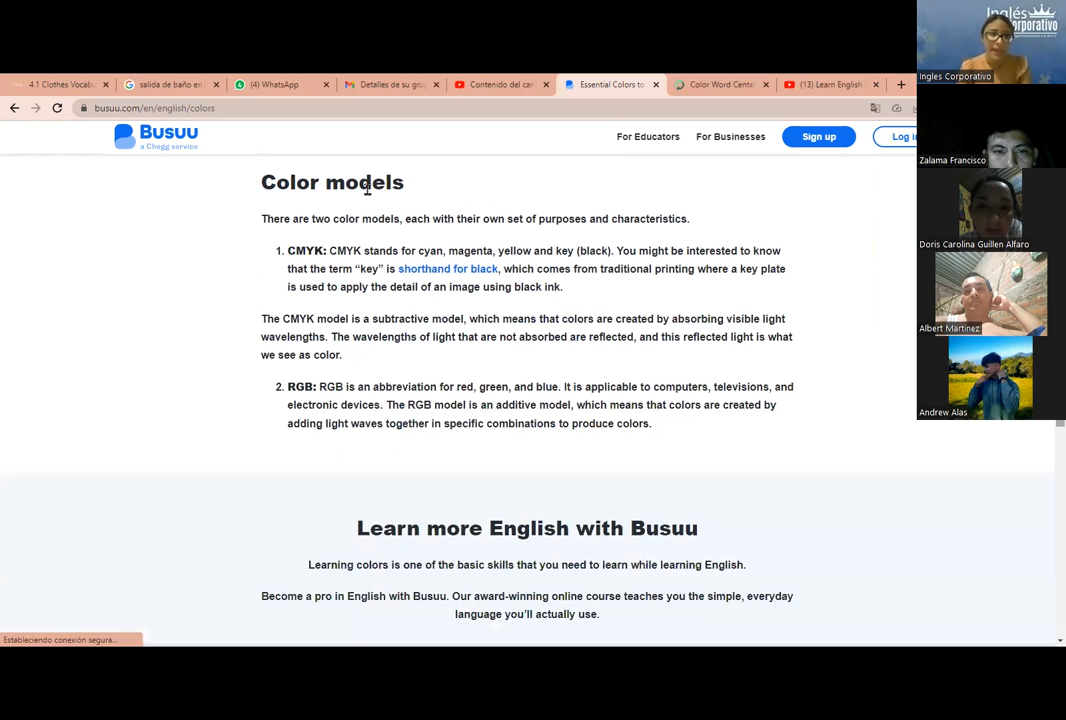 Inglés
Corporativo
Ingles Corporativo
4.1 Clothes Vocabu
salida de baño en
(4) WhatsApp
Detalles de su gru
Contenido del car
Essential Colors to
Color Word Cente
(13) Learn English
busuu.com/en/english/colors
Busuu
a Chegg service
For Educators
For Businesses
Sign up
Log in
Zalama Francisco
Doris Carolina Guillen Alfaro
Albert Martinez
Andrew Alas
Color models
There are two color models, each with their own set of purposes and characteristics.
1. CMYK: CMYK stands for cyan, magenta, yellow and key (black). You might be interested to know
that the term “key” is shorthand for black, which comes from traditional printing where a key plate
is used to apply the detail of an image using black ink.
The CMYK model is a subtractive model, which means that colors are created by absorbing visible light
wavelengths. The wavelengths of light that are not absorbed are reflected, and this reflected light is what
we see as color.
2. RGB: RGB is an abbreviation for red, green, and blue. It is applicable to computers, televisions, and
electronic devices. The RGB model is an additive model, which means that colors are created by
adding light waves together in specific combinations to produce colors.
Learn more English with Busuu
Learning colors is one of the basic skills that you need to learn while learning English.
Become a pro in English with Busuu. Our award-winning online course teaches you the simple, everyday
language you’ll actually use.
Estableciendo conexión segura...